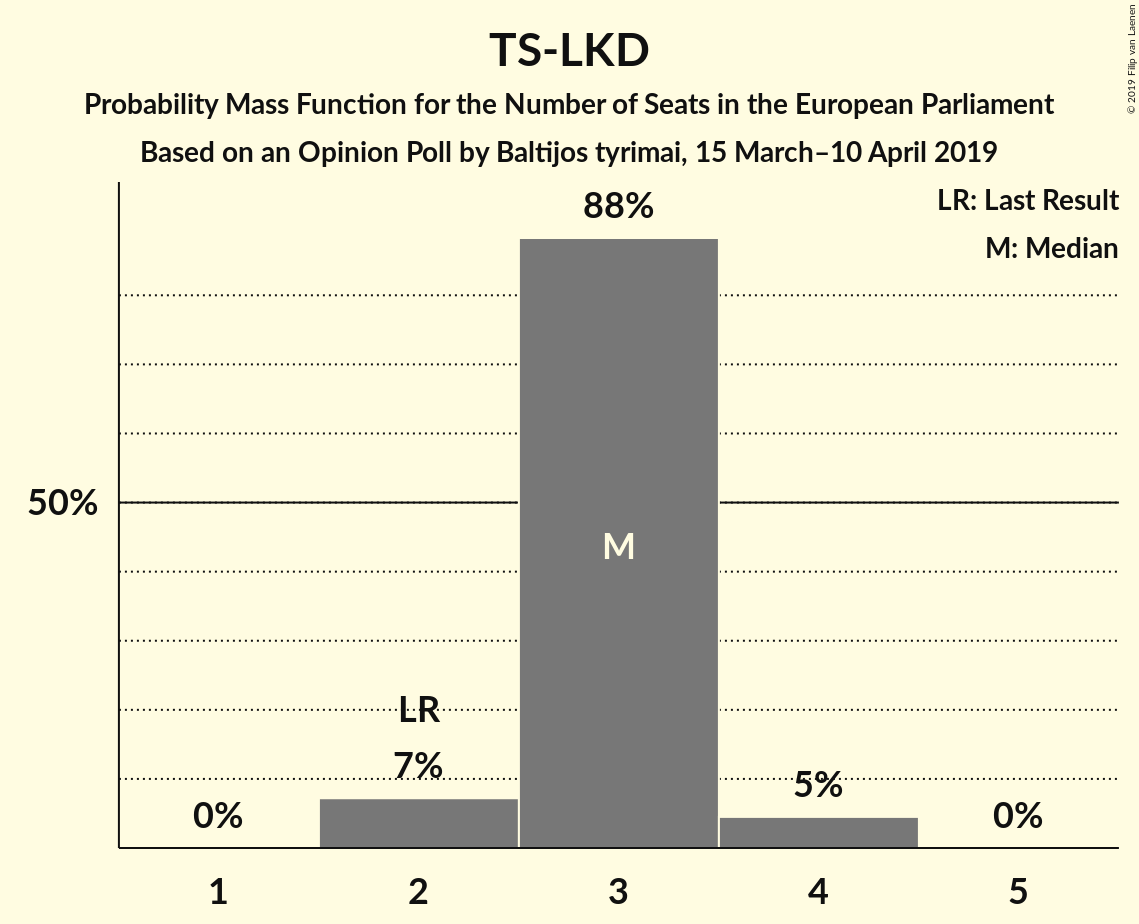 TS-LKD
Probability Mass Function for the Number of Seats in the European Parliament
Based on an Opinion Poll by Baltijos tyrimai, 15 March–10 April 2019
© 2019 Filip van Laenen
LR: Last Result
M: Median
88%
50%
M
LR
7%
5%
0%
0%
1 2 3 4 5